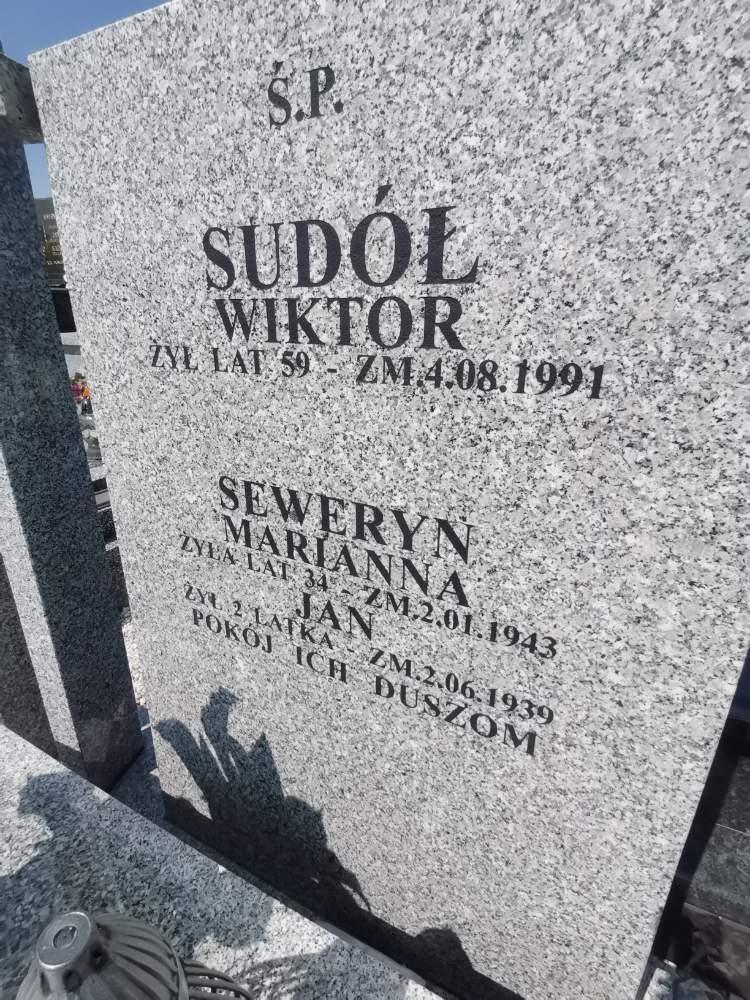 Ś.P.
SUDÓŁ
WIKTOR
ŻYŁ LAT 59 - ZM.4.08.1991
SEWERYN
MARIANNA
ŻYŁA LAT 34 - ZM.2.01.1943
JAN
ŻYŁ 2 LATKA - ZM.2.06.1939
POKÓJ ICH DUSZOM